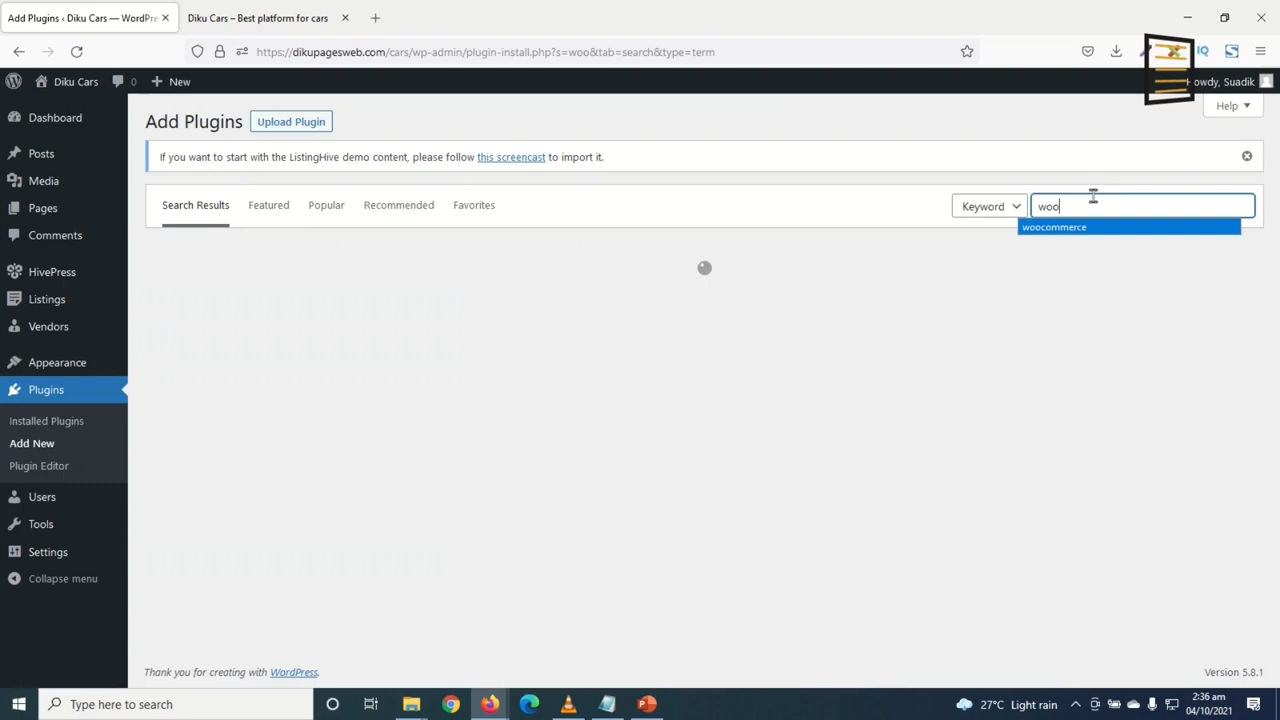 Add Plugins ‹ Diku Cars — WordPre
Diku Cars – Best platform for cars
https://dikupagesweb.com/cars/wp-admin/plugin-install.php?s=woo&tab=search&type=term
IQ
Diku Cars
0
New
owdy, Suadik
Dashboard
Add Plugins
Upload Plugin
Help
Posts
If you want to start with the ListingHive demo content, please follow this screencast to import it.
Media
Pages
Search Results
Featured
Popular
Recommended
Favorites
Keyword
woo
woocommerce
Comments
HivePress
Listings
Vendors
Appearance
Plugins
Installed Plugins
Add New
Plugin Editor
Users
Tools
Settings
Collapse menu
Thank you for creating with WordPress.
Version 5.8.1
Type here to search
27°C Light rain
2:36 am
04/10/2021